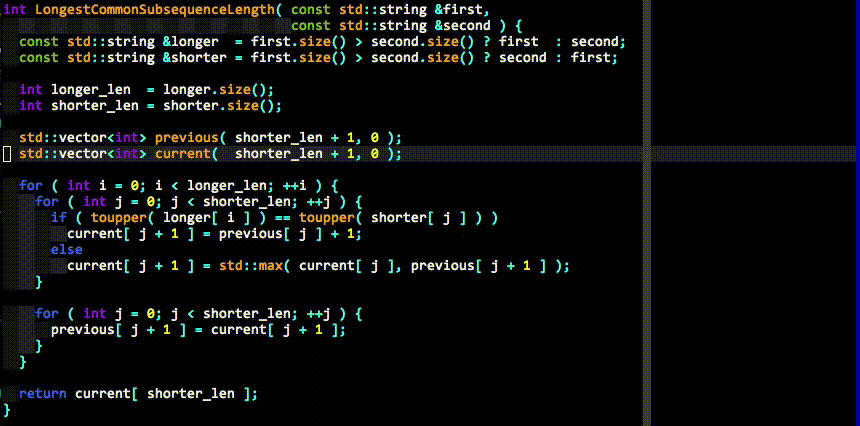 int LongestCommonSubsequenceLength( const std::string &first,
                                    const std::string &second ) {
  const std::string &longer  = first.size() > second.size() ? first  : second;
  const std::string &shorter = first.size() > second.size() ? second : first;

  int longer_len  = longer.size();
  int shorter_len = shorter.size();

  std::vector<int> previous( shorter_len + 1, 0 );
  std::vector<int> current(  shorter_len + 1, 0 );

  for ( int i = 0; i < longer_len; ++i ) {
    for ( int j = 0; j < shorter_len; ++j ) {
      if ( toupper( longer[ i ] ) == toupper( shorter[ j ] ) )
        current[ j + 1 ] = previous[ j ] + 1;
      else
        current[ j + 1 ] = std::max( current[ j ], previous[ j + 1 ] );
    }

    for ( int j = 0; j < shorter_len; ++j ) {
      previous[ j + 1 ] = current[ j + 1 ];
    }
  }

  return current[ shorter_len ];
}